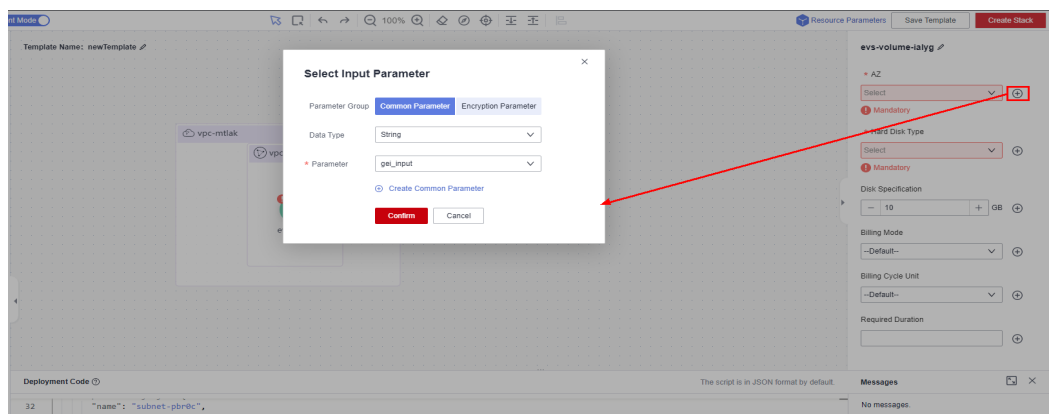 nt Mode
100%
Resource Parameters
Save Template
Create Stack
Template Name: newTemplate
evs-volume-ialyg
* AZ
Select
Mandatory
* Hard Disk Type
Select
Mandatory
Disk Specification
10
GB
Billing Mode
--Default--
Billing Cycle Unit
--Default--
Required Duration
vpc-mtlak
vpc
e
Select Input Parameter
Parameter Group
Common Parameter
Encryption Parameter
Data Type
String
* Parameter
gei_input
Create Common Parameter
Confirm
Cancel
Deployment Code
The script is in JSON format by default.
Messages
32
"name": "subnet-pbr0c",
No messages.